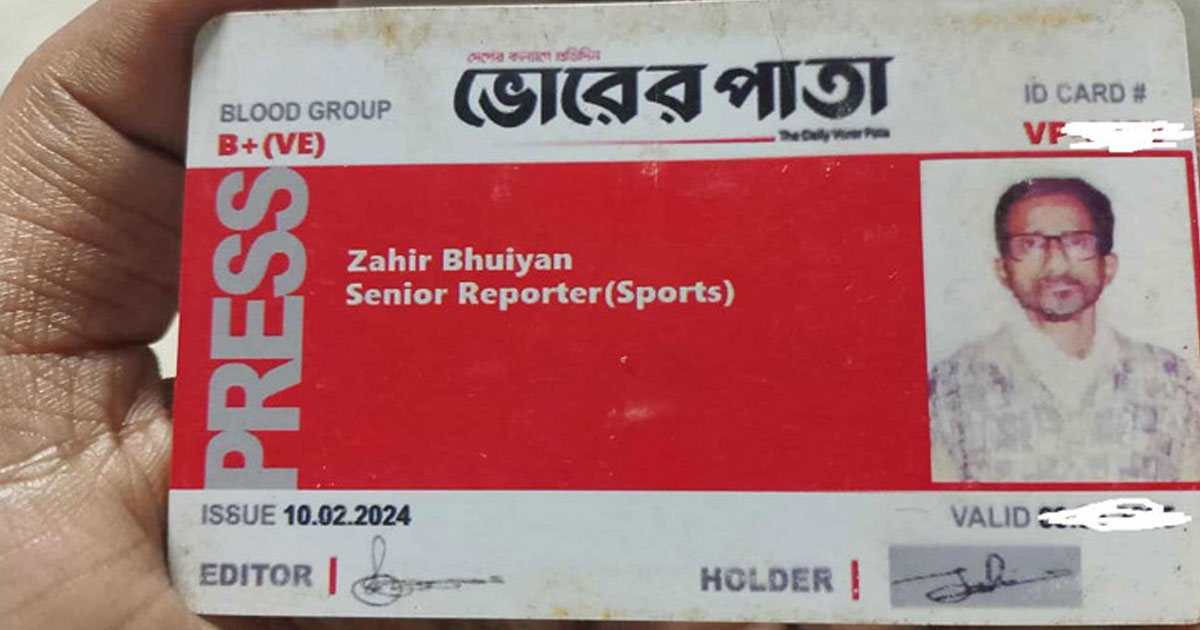 দেশের কল্যাণে প্রতিদিন
ভোরের পাতা
The Daily Vorer Pata
BLOOD GROUP
B+(VE)
ID CARD #
PRESS
Zahir Bhuiyan
Senior Reporter(Sports)
ISSUE 10.02.2024
VALID
EDITOR
HOLDER